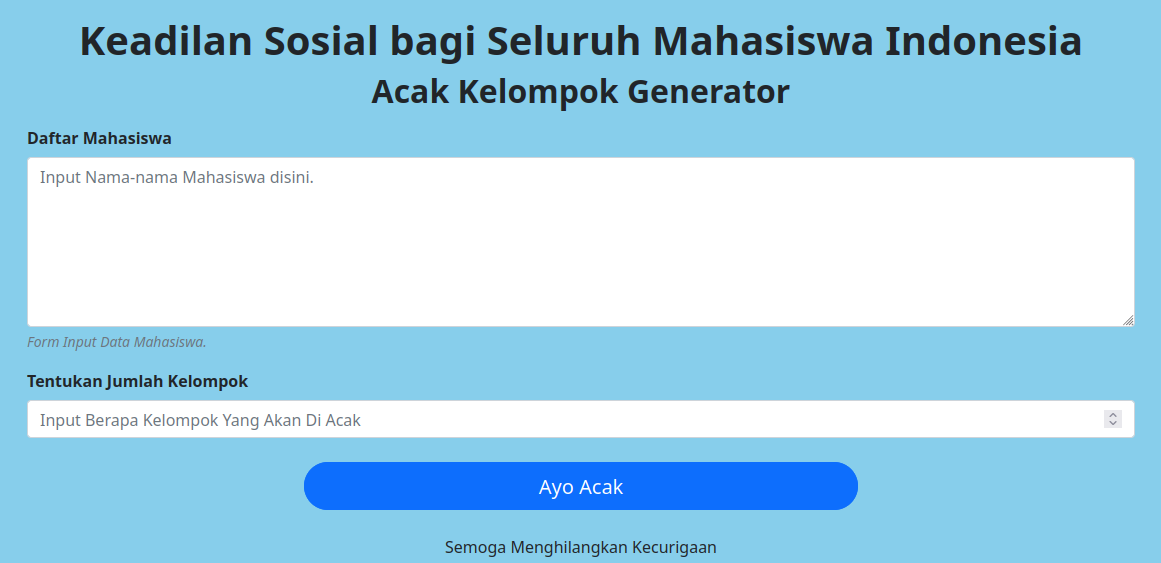 Keadilan Sosial bagi Seluruh Mahasiswa Indonesia
Acak Kelompok Generator
Daftar Mahasiswa
Input Nama-nama Mahasiswa disini.
Form Input Data Mahasiswa.
Tentukan Jumlah Kelompok
Input Berapa Kelompok Yang Akan Di Acak
Ayo Acak
Semoga Menghilangkan Kecurigaan